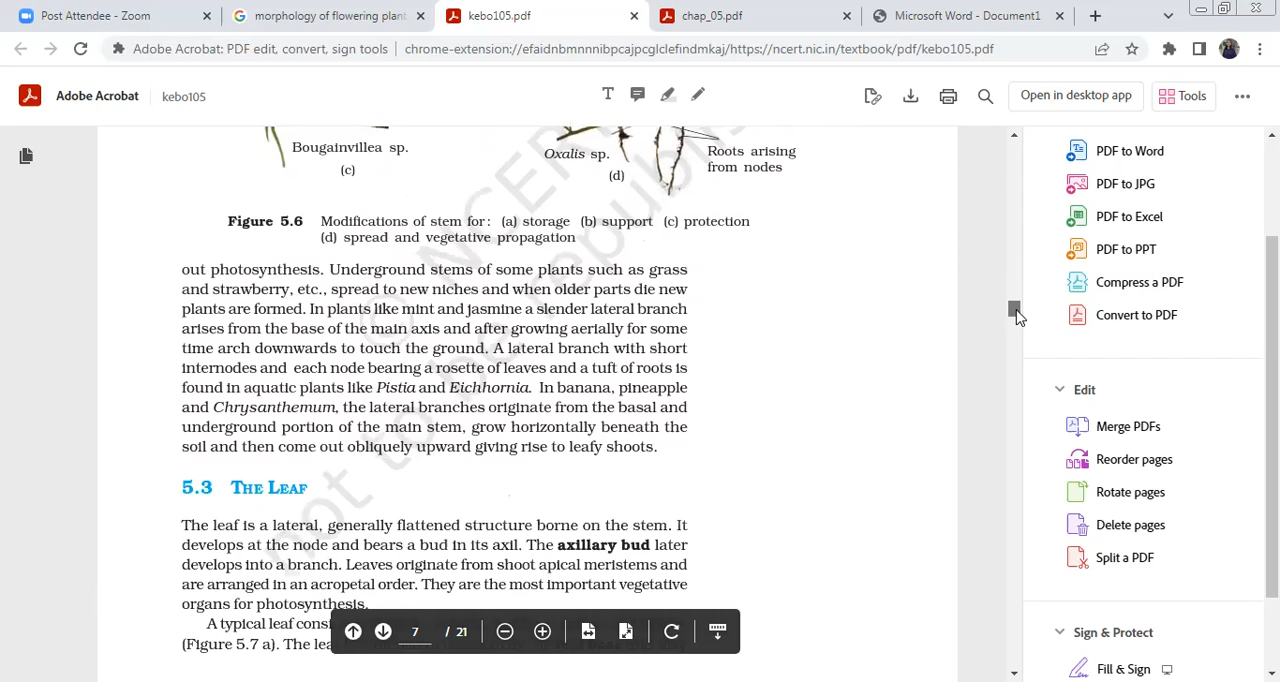 Post Attendee - Zoom
morphology of flowering plant
kebo105.pdf
chap_05.pdf
Microsoft Word - Document1
Adobe Acrobat: PDF edit, convert, sign tools
chrome-extension://efaidnbmnnnibpcajpcglclefindmkaj/https://ncert.nic.in/textbook/pdf/kebo105.pdf
Adobe Acrobat
kebo105
Open in desktop app
Tools
Bougainvillea sp.
(c)
Oxalis sp.
(d)
Roots arising
from nodes
Figure 5.6 Modifications of stem for: (a) storage (b) support (c) protection
(d) spread and vegetative propagation
out photosynthesis. Underground stems of some plants such as grass
and strawberry, etc., spread to new niches and when older parts die new
plants are formed. In plants like mint and jasmine a slender lateral branch
arises from the base of the main axis and after growing aerially for some
time arch downwards to touch the ground. A lateral branch with short
internodes and each node bearing a rosette of leaves and a tuft of roots is
found in aquatic plants like Pistia and Eichhornia. In banana, pineapple
and Chrysanthemum, the lateral branches originate from the basal and
underground portion of the main stem, grow horizontally beneath the
soil and then come out obliquely upward giving rise to leafy shoots.
5.3 THE LEAF
The leaf is a lateral, generally flattened structure borne on the stem. It
develops at the node and bears a bud in its axil. The axillary bud later
develops into a branch. Leaves originate from shoot apical meristems and
are arranged in an acropetal order. They are the most important vegetative
organs for photosynthesis.
A typical leaf
(Figure 5.7 a). The
7 / 21
© NCERT
not to be republ
PDF to Word
PDF to JPG
PDF to Excel
PDF to PPT
Compress a PDF
Convert to PDF
Edit
Merge PDFs
Reorder pages
Rotate pages
Delete pages
Split a PDF
Sign & Protect
Fill & Sign